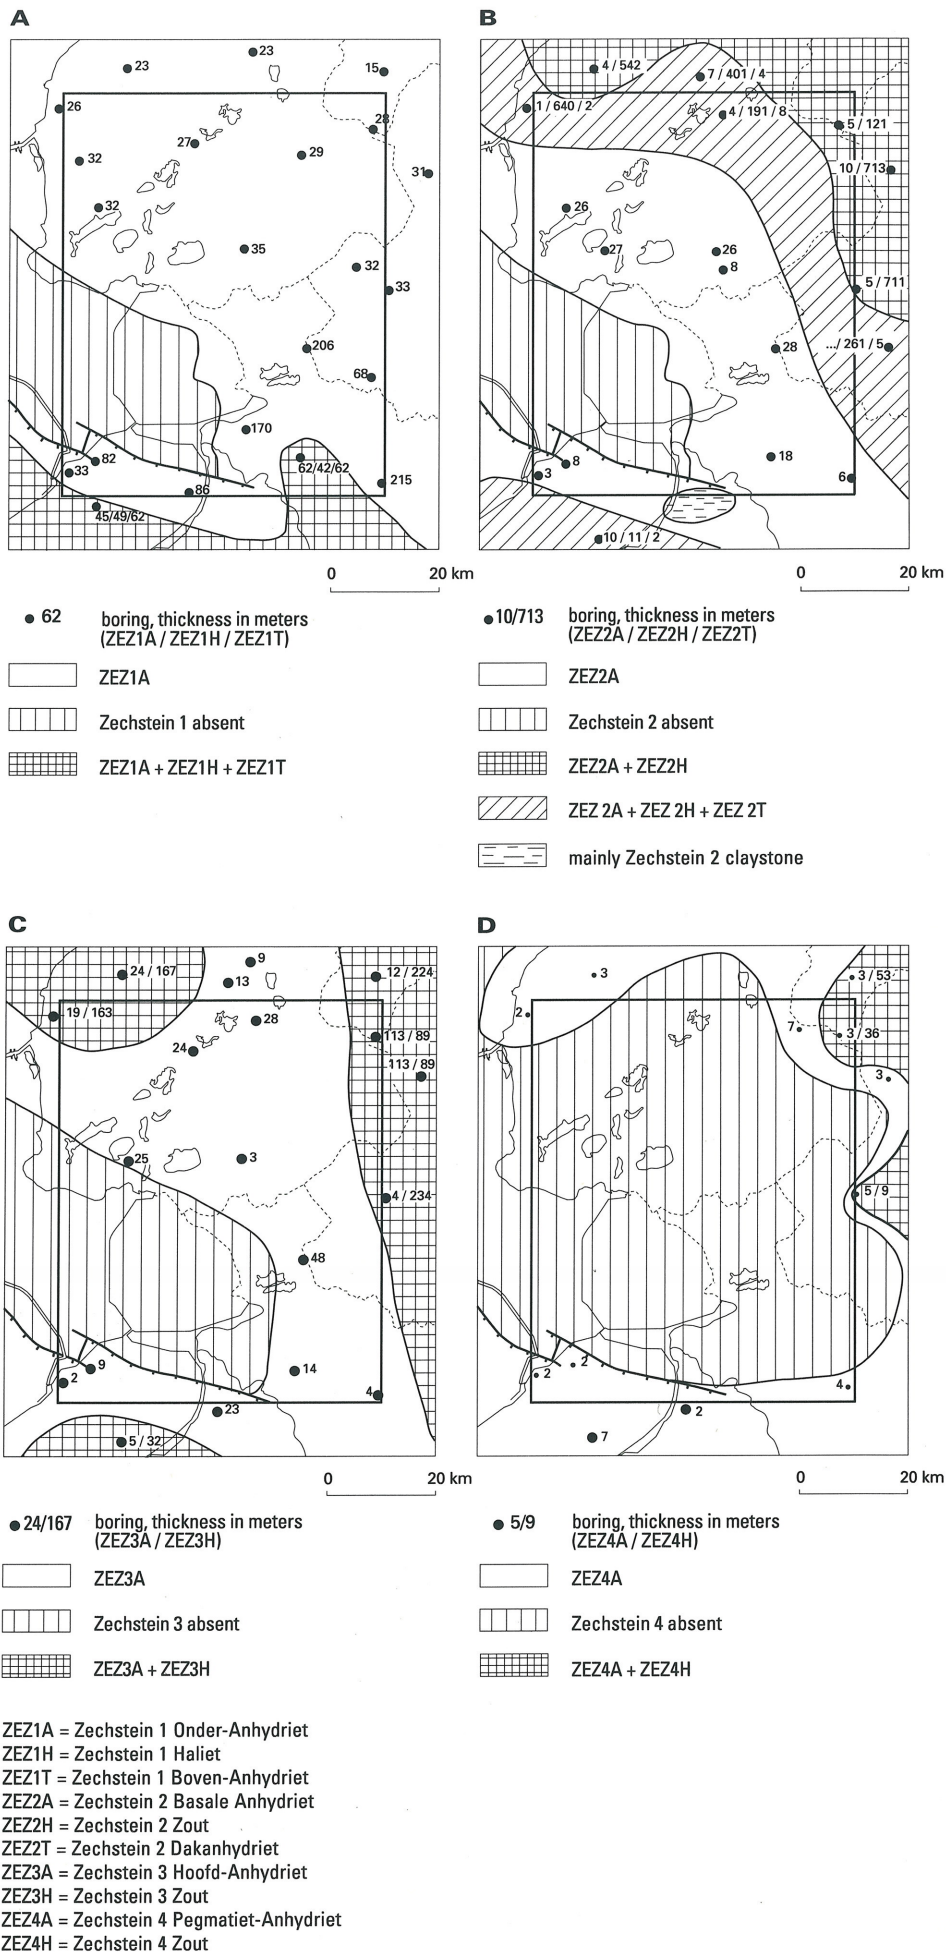 A
23
23
15
26
28
27
29
32
31
32
35
32
33
206
68
170
82
33
62/42/62
215
86
45/49/62
0 20 km
62 boring, thickness in meters
(ZEZ1A / ZEZ1H / ZEZ1T)
ZEZ1A
Zechstein 1 absent
ZEZ1A + ZEZ1H + ZEZ1T
B
4 / 542
7 / 401 / 4
1 / 640 / 2
4 / 191 / 8
5 / 121
10 / 713
26
27
26
8
5 / 711
28
.../ 261 / 5
18
8
3
6
10 / 11 / 2
0 20 km
10/713 boring, thickness in meters
(ZEZ2A / ZEZ2H / ZEZ2T)
ZEZ2A
Zechstein 2 absent
ZEZ2A + ZEZ2H
ZEZ 2A + ZEZ 2H + ZEZ 2T
mainly Zechstein 2 claystone
C
9
24 / 167
13
12 / 224
19 / 163
28
113 / 89
24
113 / 89
25
3
4 / 234
48
9
14
2
4
23
5 / 32
0 20 km
24/167 boring, thickness in meters
(ZEZ3A / ZEZ3H)
ZEZ3A
Zechstein 3 absent
ZEZ3A + ZEZ3H
D
3
3 / 53
2
7
3 / 36
3
5 / 9
2
2
4
2
7
0 20 km
5/9 boring, thickness in meters
(ZEZ4A / ZEZ4H)
ZEZ4A
Zechstein 4 absent
ZEZ4A + ZEZ4H
ZEZ1A = Zechstein 1 Onder-Anhydriet
ZEZ1H = Zechstein 1 Haliet
ZEZ1T = Zechstein 1 Boven-Anhydriet
ZEZ2A = Zechstein 2 Basale Anhydriet
ZEZ2H = Zechstein 2 Zout
ZEZ2T = Zechstein 2 Dakanhydriet
ZEZ3A = Zechstein 3 Hoofd-Anhydriet
ZEZ3H = Zechstein 3 Zout
ZEZ4A = Zechstein 4 Pegmatiet-Anhydriet
ZEZ4H = Zechstein 4 Zout